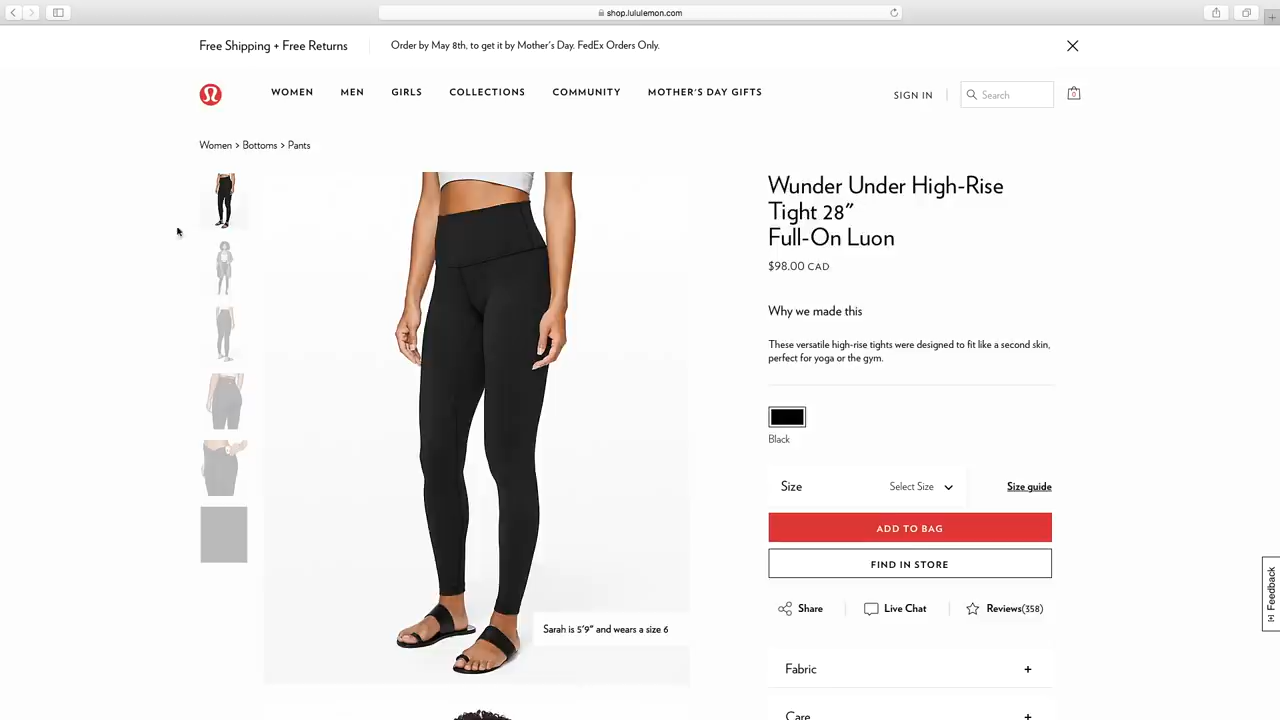 shop.lululemon.com
Free Shipping + Free Returns
Order by May 8th, to get it by Mother's Day. FedEx Orders Only.
WOMEN
MEN
GIRLS
COLLECTIONS
COMMUNITY
MOTHER'S DAY GIFTS
SIGN IN
Search
0
Women > Bottoms > Pants
Wunder Under High-Rise
Tight 28"
Full-On Luon
$98.00 CAD
Why we made this
These versatile high-rise tights were designed to fit like a second skin,
perfect for yoga or the gym.
Black
Size
Select Size
Size guide
ADD TO BAG
FIND IN STORE
Share
Live Chat
Reviews(358)
Sarah is 5'9" and wears a size 6
Feedback
Fabric
+
Care
+